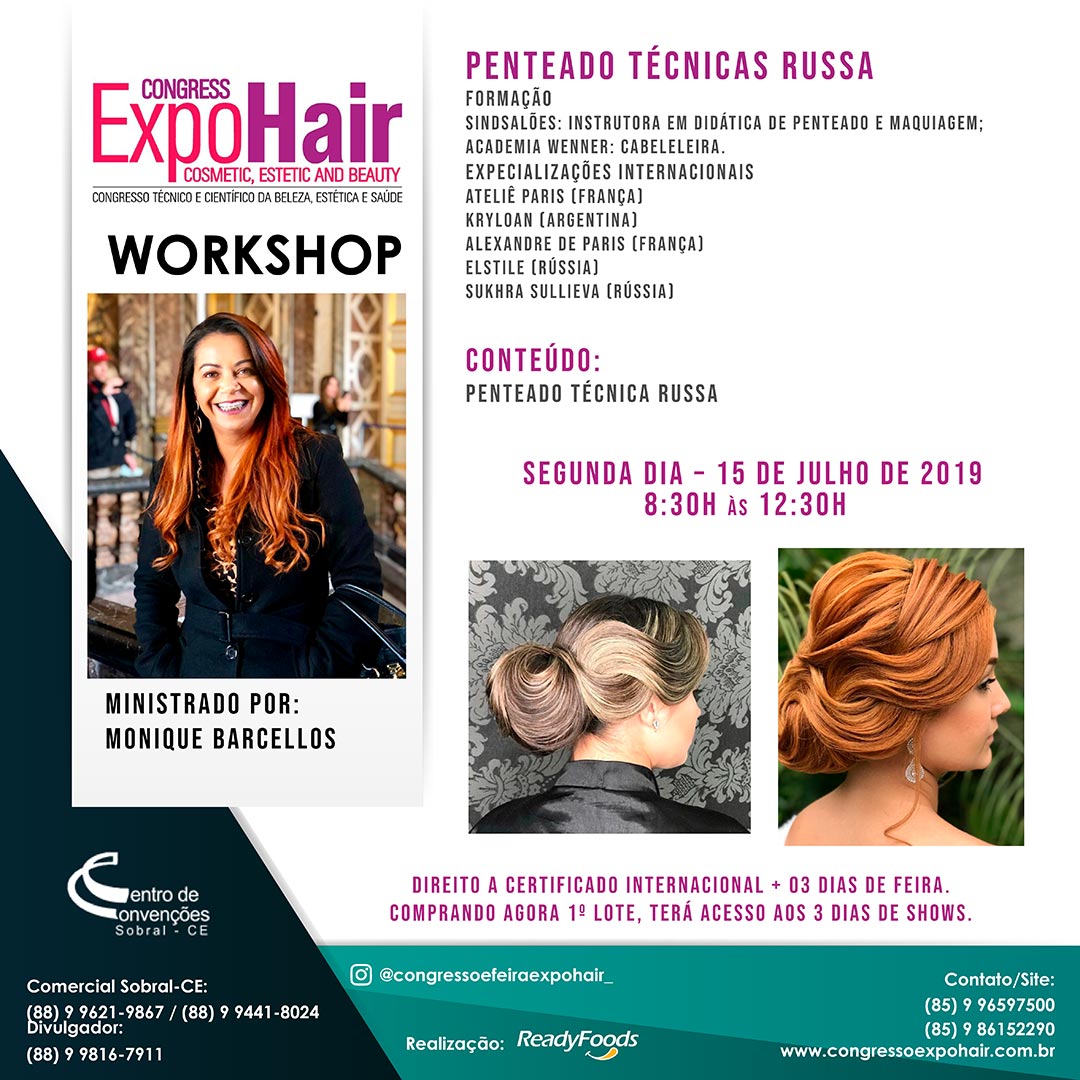 CONGRESS
ExpoHair
COSMETIC, ESTETIC AND BEAUTY
CONGRESSO TÉCNICO E CIENTÍFICO DA BELEZA, ESTÉTICA E SAÚDE
WORKSHOP
MINISTRADO POR:
MONIQUE BARCELLOS
PENTEADO TÉCNICAS RUSSA
FORMAÇÃO
SINDSALÕES: INSTRUTORA EM DIDÁTICA DE PENTEADO E MAQUIAGEM;
ACADEMIA WENNER: CABELELEIRA.
EXPECIALIZAÇÕES INTERNACIONAIS
ATELIÊ PARIS (FRANÇA)
KRYLOAN (ARGENTINA)
ALEXANDRE DE PARIS (FRANÇA)
ELSTILE (RÚSSIA)
SUKHRA SULLIEVA (RÚSSIA)
CONTEÚDO:
PENTEADO TÉCNICA RUSSA
SEGUNDA DIA – 15 DE JULHO DE 2019
8:30H ÀS 12:30H
DIREITO A CERTIFICADO INTERNACIONAL + 03 DIAS DE FEIRA.
COMPRANDO AGORA 1º LOTE, TERÁ ACESSO AOS 3 DIAS DE SHOWS.
Centro de
Convenções
Sobral - CE
Comercial Sobral-CE:
(88) 9 9621-9867 / (88) 9 9441-8024
Divulgador:
(88) 9 9816-7911
@congressoefeiraexpohair_
Realização: ReadyFoods
Contato/Site:
(85) 9 96597500
(85) 9 86152290
www.congressoexpohair.com.br